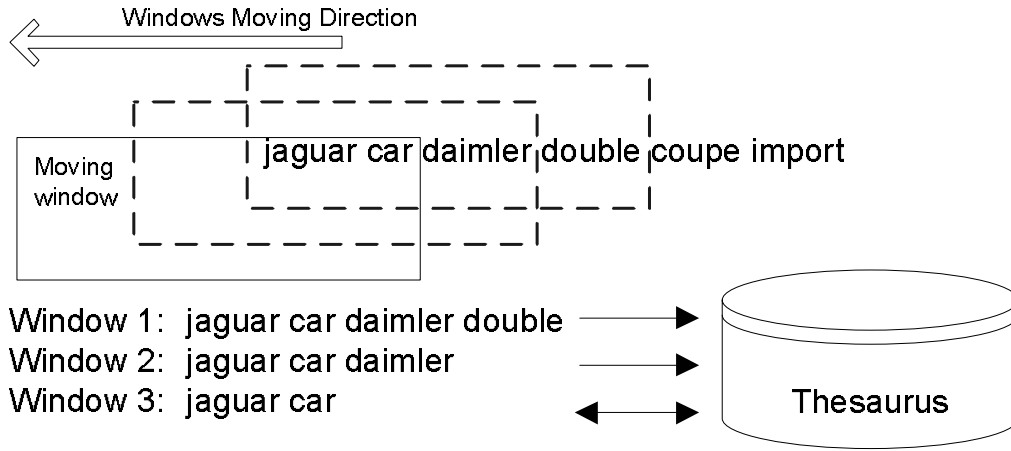 Windows Moving Direction
jaguar car daimler double coupe import
Moving
window
Window 1: jaguar car daimler double
Window 2: jaguar car daimler
Window 3: jaguar car
Thesaurus